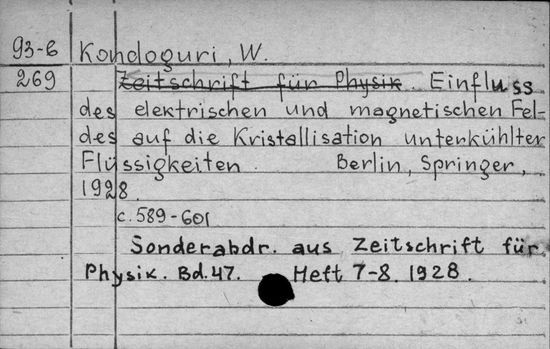 93-6 Kondoguri, W.
269 Zeitschrift für Physik. Einfluss
des elektrischen und magnetischen Fel-
des auf die Kristallisation unterkühlter
Flüssigkeiten. Berlin, Springer,
1928.
c. 589-601
Sonderabdr. aus Zeitschrift für
Physik. Bd. 47. Heft 7-8. 1928.